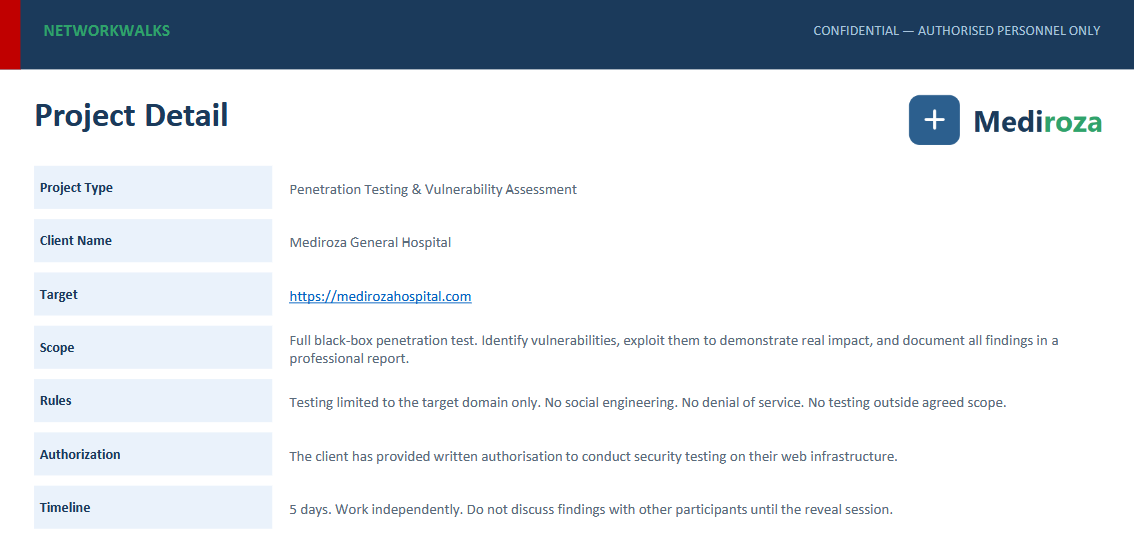 NETWORKWALKS
CONFIDENTIAL — AUTHORISED PERSONNEL ONLY
Project Detail
Mediroza
Project Type
Penetration Testing & Vulnerability Assessment
Client Name
Mediroza General Hospital
Target
https://medirozahospital.com
Scope
Full black-box penetration test. Identify vulnerabilities, exploit them to demonstrate real impact, and document all findings in a
professional report.
Rules
Testing limited to the target domain only. No social engineering. No denial of service. No testing outside agreed scope.
Authorization
The client has provided written authorisation to conduct security testing on their web infrastructure.
Timeline
5 days. Work independently. Do not discuss findings with other participants until the reveal session.